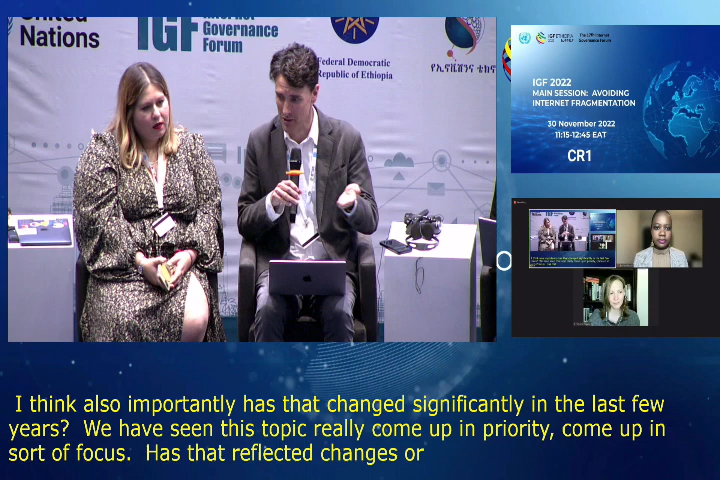 United
Nations
IGF
Internet
Governance
Forum
Federal Democratic
Republic of Ethiopia
የኢኖቬሽንና ቴክኖ
IGF 2022
MAIN SESSION: AVOIDING
INTERNET FRAGMENTATION
30 November 2022
11:15-12:45 EAT
CR1
I think also importantly has that changed significantly in the last few
years? We have seen this topic really come up in priority, come up in
sort of focus. Has that reflected changes or